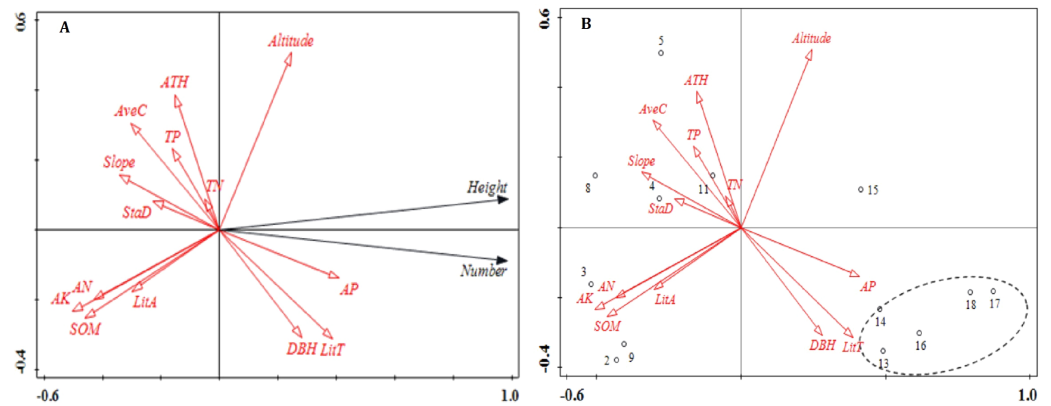 0.6
A
Altitude
ATH
AveC
TP
Slope
TN
StaD
Height
Number
AN
AK
LitA
SOM
AP
DBH LitT
-0.4
-0.6
1.0
0.6
B
5
Altitude
ATH
AveC
TP
Slope
8
4
11
TN
StaD
15
3
AN
AK
LitA
SOM
AP
18
17
14
DBH
LitT
16
13
2
9
-0.4
-0.6
1.0